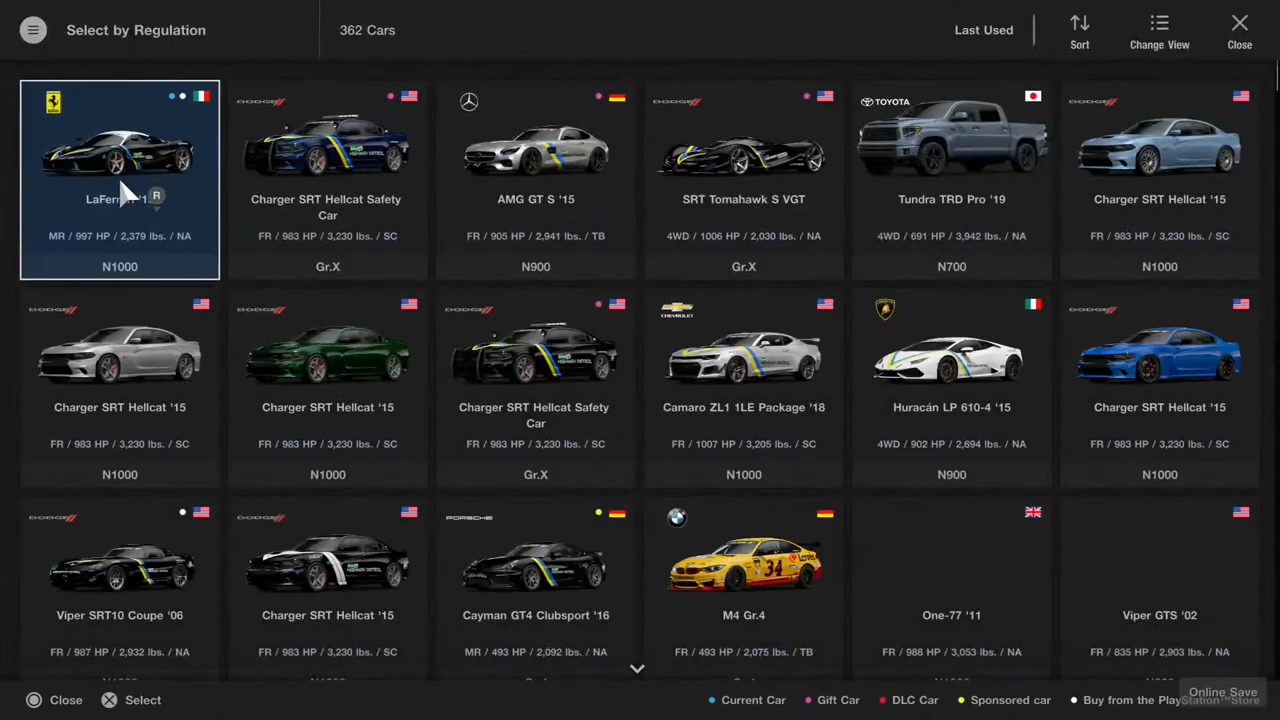 Select by Regulation
362 Cars
Last Used
Sort
Change View
Close
DODGE
DODGE
TOYOTA
DODGE
R
Charger SRT Hellcat Safety
Car
AMG GT S '15
SRT Tomahawk S VGT
Tundra TRD Pro '19
Charger SRT Hellcat '15
MR / 997 HP / 2,379 lbs. / NA
FR / 983 HP / 3,230 lbs. / SC
FR / 905 HP / 2,941 lbs. / TB
4WD / 1006 HP / 2,030 lbs. / NA
4WD / 691 HP / 3,942 lbs. / NA
FR / 983 HP / 3,230 lbs. / SC
N1000
Gr.X
N900
Gr.X
N700
N1000
DODGE
DODGE
DODGE
CHEVROLET
DODGE
Charger SRT Hellcat '15
Charger SRT Hellcat '15
Charger SRT Hellcat Safety
Car
Camaro ZL1 1LE Package '18
Huracán LP 610-4 '15
Charger SRT Hellcat '15
FR / 983 HP / 3,230 lbs. / SC
FR / 983 HP / 3,230 lbs. / SC
FR / 983 HP / 3,230 lbs. / SC
FR / 1007 HP / 3,205 lbs. / SC
4WD / 902 HP / 2,694 lbs. / NA
FR / 983 HP / 3,230 lbs. / SC
N1000
N1000
Gr.X
N1000
N900
N1000
DODGE
DODGE
PORSCHE
34
Viper SRT10 Coupe '06
Charger SRT Hellcat '15
Cayman GT4 Clubsport '16
M4 Gr.4
One-77 '11
Viper GTS '02
FR / 987 HP / 2,932 lbs. / NA
FR / 983 HP / 3,230 lbs. / SC
MR / 493 HP / 2,092 lbs. / NA
FR / 493 HP / 2,075 lbs. / TB
FR / 988 HP / 3,053 lbs. / NA
FR / 835 HP / 2,903 lbs. / NA
Close
Select
Current Car
Gift Car
DLC Car
Sponsored car
Buy from the PlayStation™Store
Online Save